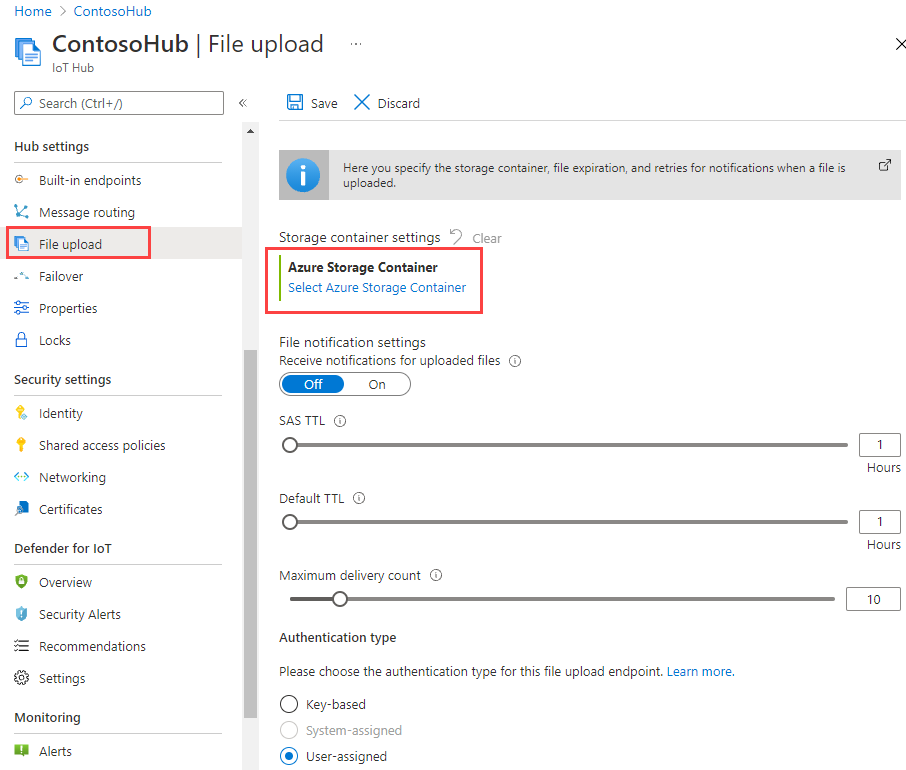 Home > ContosoHub
ContosoHub | File upload ...
IoT Hub
Search (Ctrl+/)
«
Hub settings
Built-in endpoints
Message routing
File upload
Failover
Properties
Locks
Security settings
Identity
Shared access policies
Networking
Certificates
Defender for IoT
Overview
Security Alerts
Recommendations
Settings
Monitoring
Alerts
Save
Discard
Here you specify the storage container, file expiration, and retries for notifications when a file is
uploaded.
Storage container settings Clear
Azure Storage Container
Select Azure Storage Container
File notification settings
Receive notifications for uploaded files
Off On
SAS TTL
1
Hours
Default TTL
1
Hours
Maximum delivery count
10
Authentication type
Please choose the authentication type for this file upload endpoint. Learn more.
Key-based
System-assigned
User-assigned